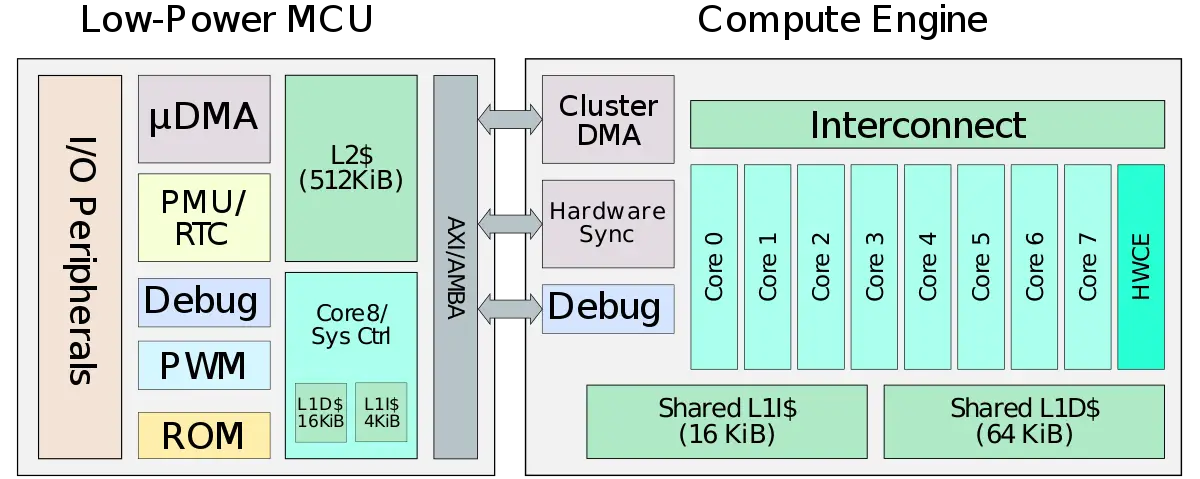 Low-Power MCU
Compute Engine
I/O Peripherals
µDMA
PMU/
RTC
Debug
PWM
ROM
L2$
(512KiB)
Core8/
Sys Ctrl
L1D$
16KiB
L1I$
4KiB
AXI/AMBA
Cluster
DMA
Hardware
Sync
Debug
Interconnect
Core 0
Core 1
Core 2
Core 3
Core 4
Core 5
Core 6
Core 7
HWCE
Shared L1I$
(16 KiB)
Shared L1D$
(64 KiB)